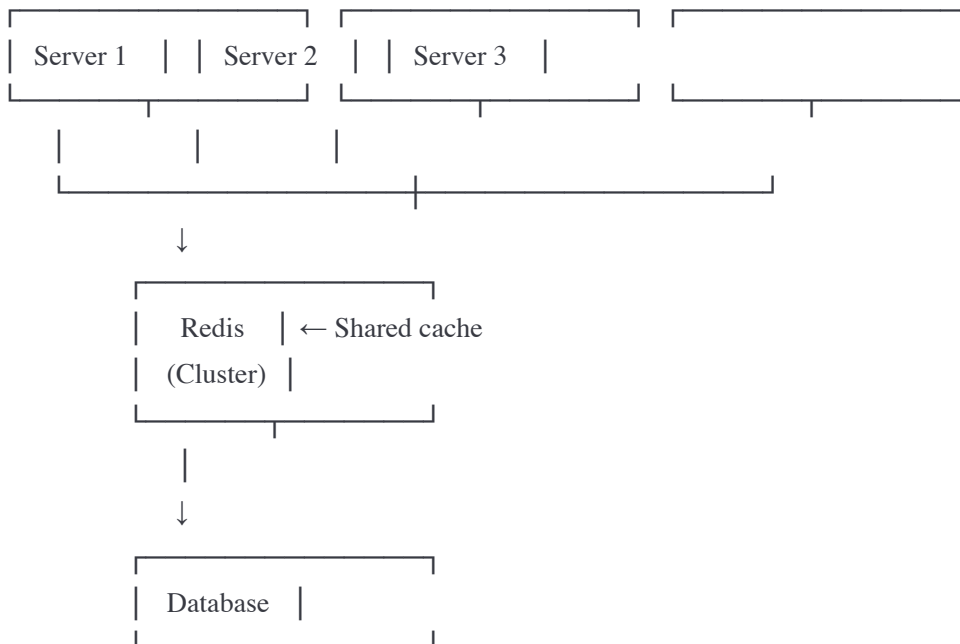 Server 1 Server 2 Server 3
↓
Redis ← Shared cache
(Cluster)
↓
Database